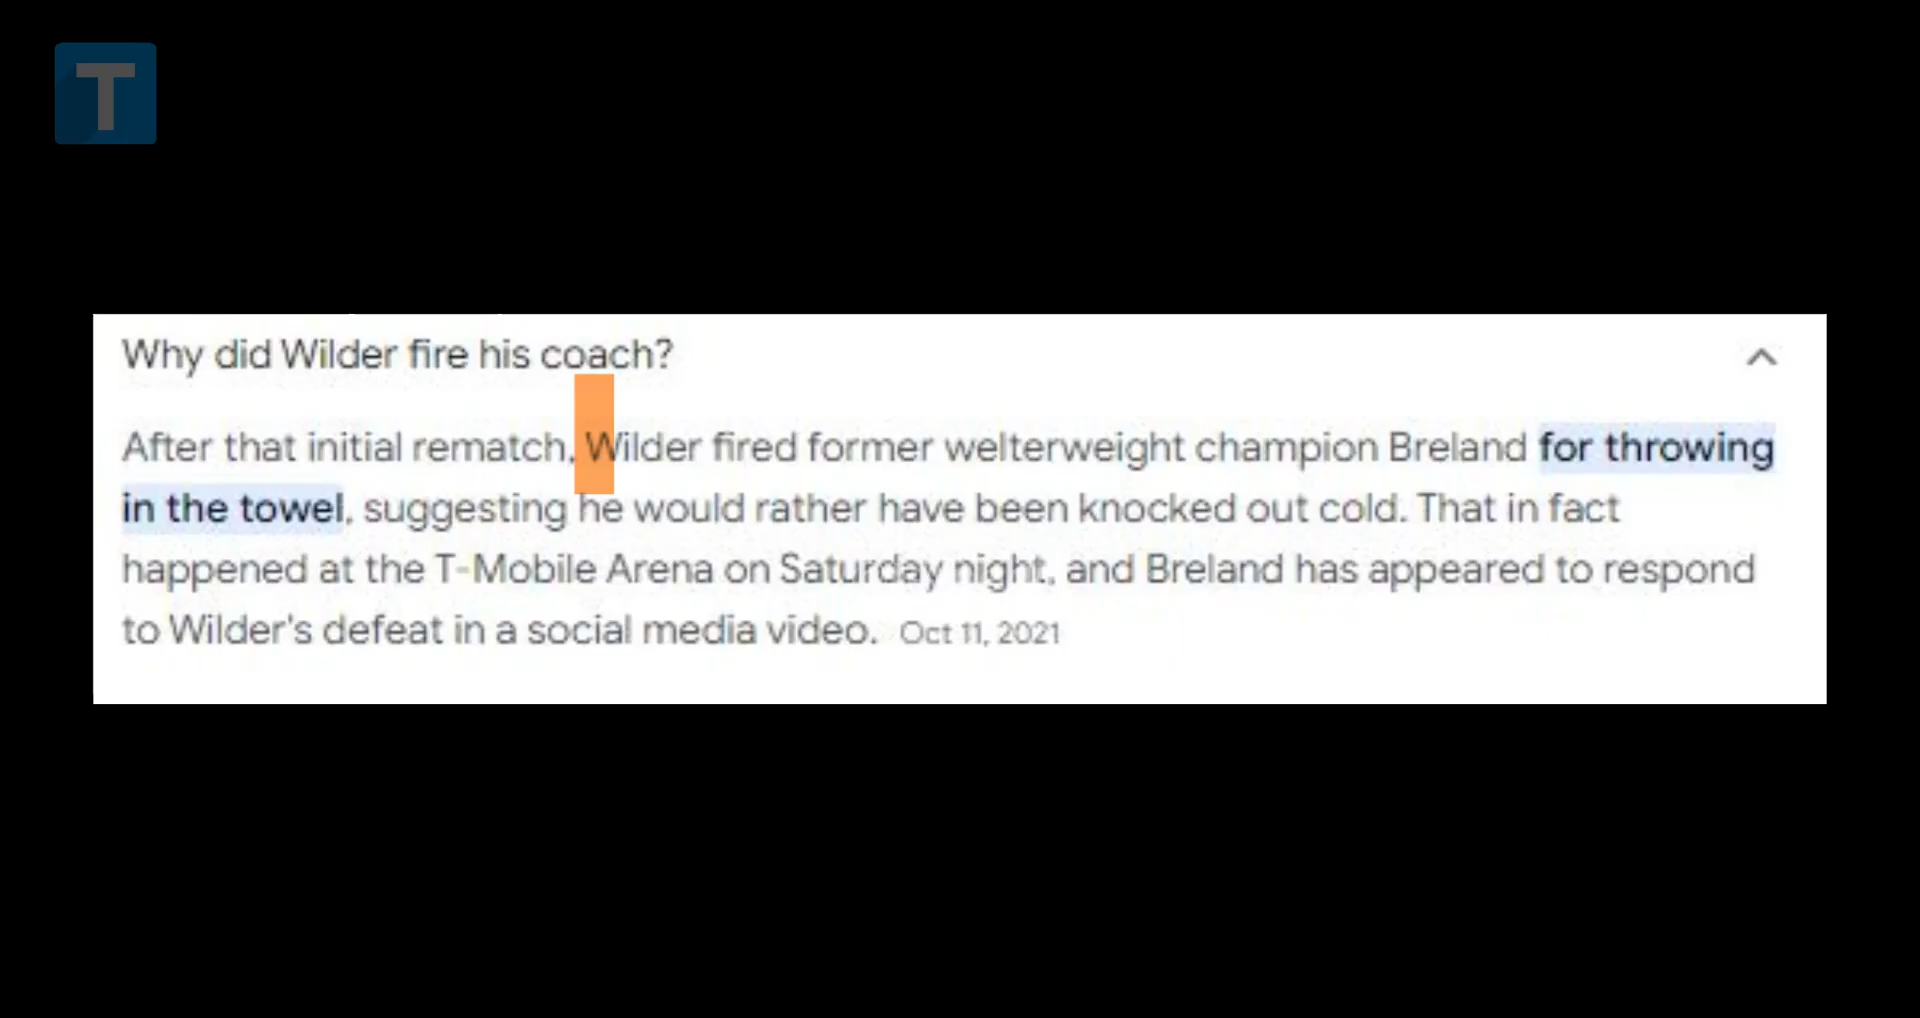 T
Why did Wilder fire his coach?
After that initial rematch, Wilder fired former welterweight champion Breland for throwing
in the towel, suggesting he would rather have been knocked out cold. That in fact
happened at the T-Mobile Arena on Saturday night, and Breland has appeared to respond
to Wilder's defeat in a social media video. Oct 11, 2021